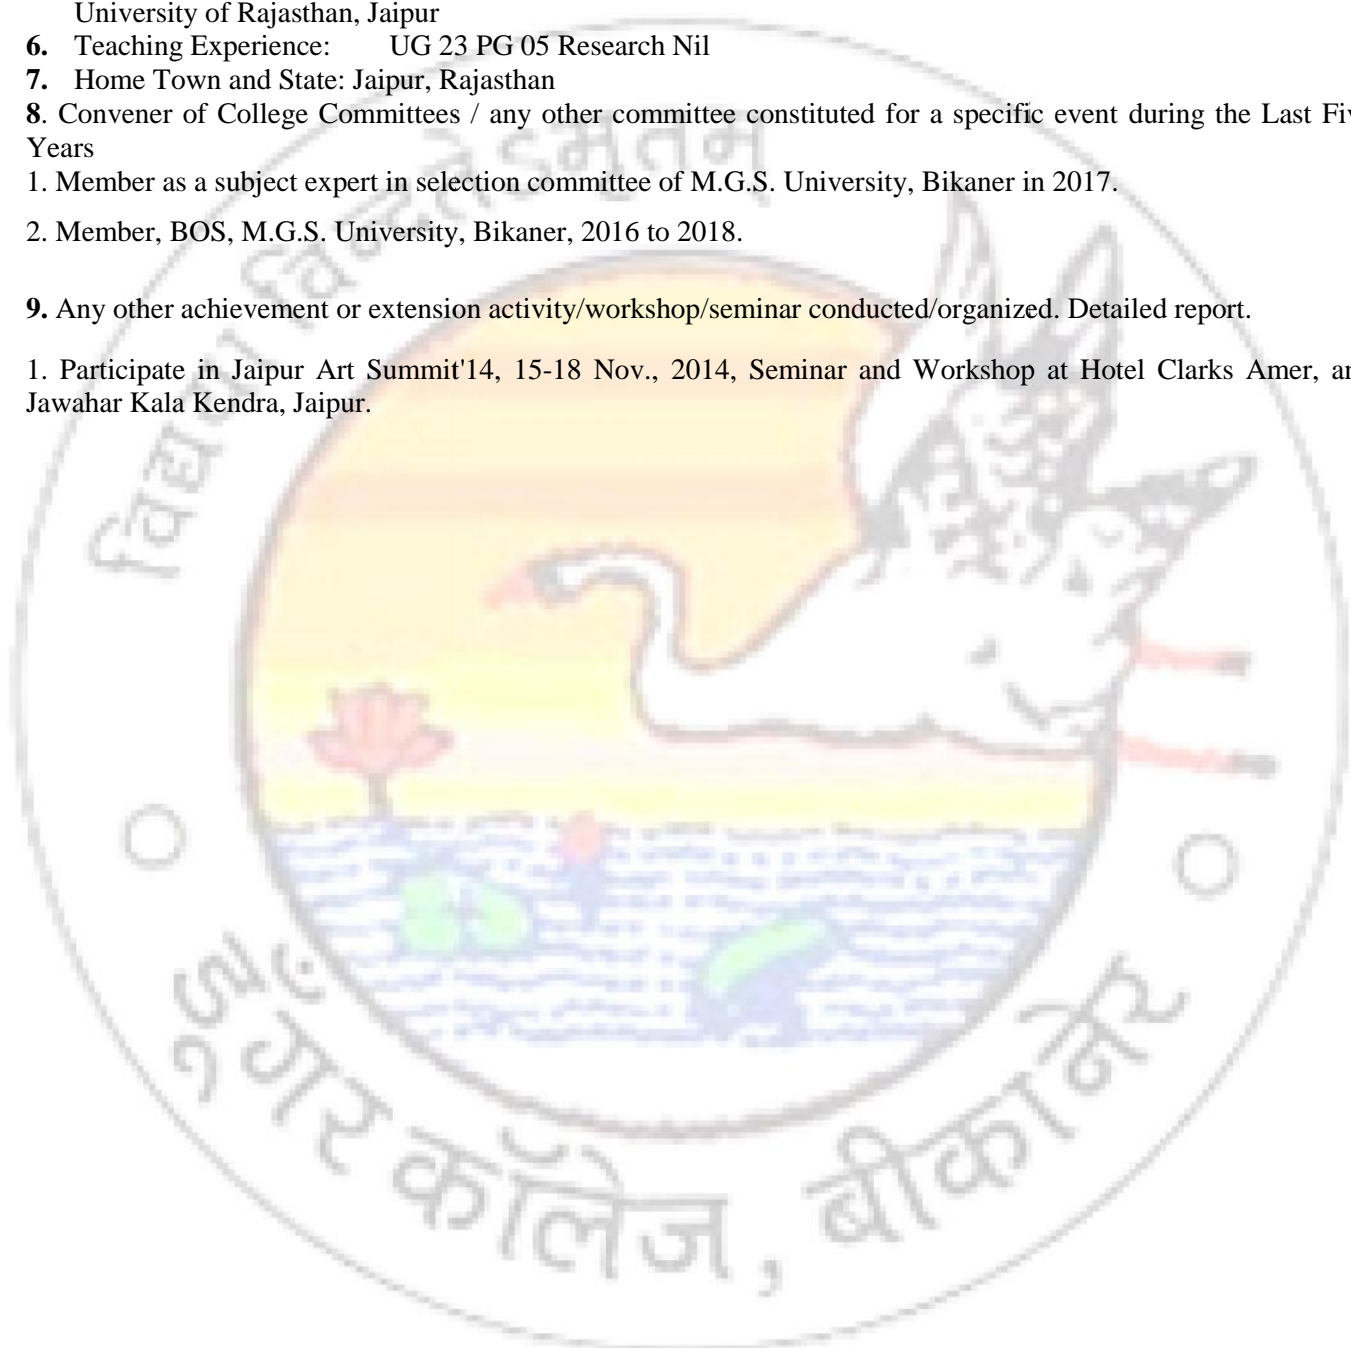 University of Rajasthan, Jaipur
6. Teaching Experience: UG 23 PG 05 Research Nil
7. Home Town and State: Jaipur, Rajasthan
8. Convener of College Committees / any other committee constituted for a specific event during the Last Fiv
Years
1. Member as a subject expert in selection committee of M.G.S. University, Bikaner in 2017.
2. Member, BOS, M.G.S. University, Bikaner, 2016 to 2018.
9. Any other achievement or extension activity/workshop/seminar conducted/organized. Detailed report.
1. Participate in Jaipur Art Summit'14, 15-18 Nov., 2014, Seminar and Workshop at Hotel Clarks Amer, an
Jawahar Kala Kendra, Jaipur.
विद्यया विन्दतेऽमृतम्
डूंगर कॉलेज, बीकानेर